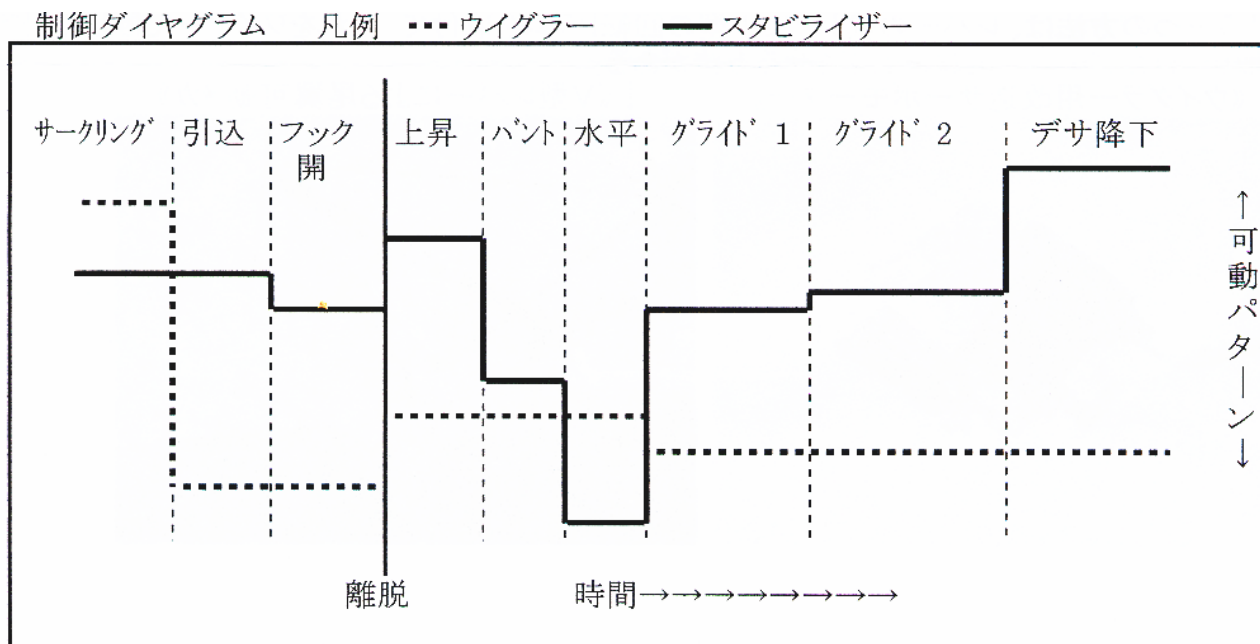 制御ダイヤグラム 凡例 ウイグラー スタビライザー
サークリング 引込 フック開 上昇 バント 水平 グライド 1 グライド 2 デサ降下
↑可動パターン↓
離脱 時間→→→→→→→→